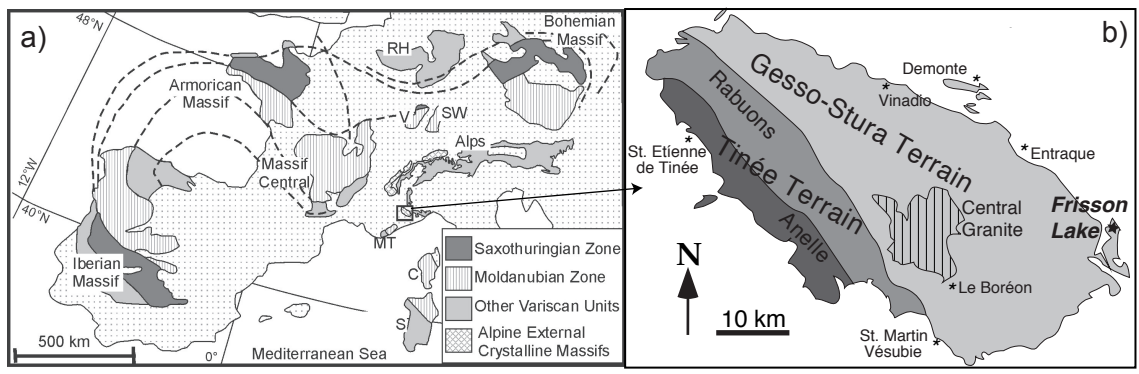 a)
48°N
12°W
40°N
0°
Armorican
Massif
RH
Bohemian
Massif
V
SW
Massif
Central
Alps
MT
Iberian
Massif
C
S
500 km
Mediterranean Sea
Saxothuringian Zone
Moldanubian Zone
Other Variscan Units
Alpine External
Crystalline Massifs
b)
Gesso-Stura Terrain
Rabuons
Tinée Terrain
Anelle
Demonte
*
*
Vinadio
* Entraque
*
St. Etienne
de Tinée
Central
Granite
Frisson
Lake
* Le Boréon
St. Martin
Vésubie *
N
10 km